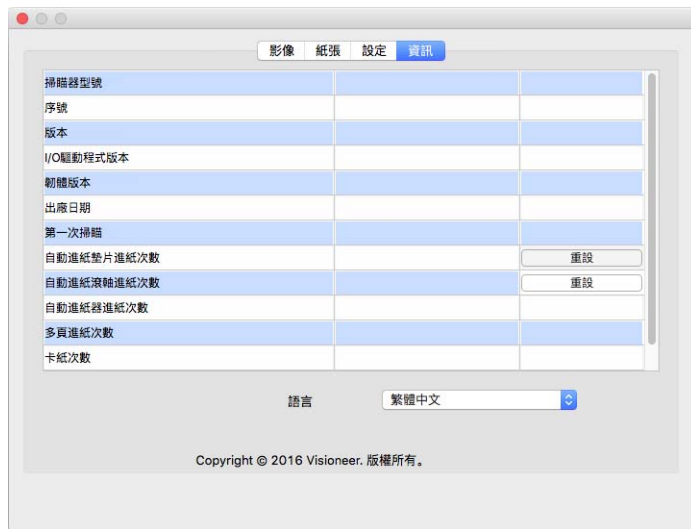 影像 紙張 設定 資訊
掃瞄器型號
序號
版本
I/O驅動程式版本
韌體版本
出廠日期
第一次掃瞄
自動進紙墊片進紙次數 重設
自動進紙滾軸進紙次數 重設
自動進紙器進紙次數
多頁進紙次數
卡紙次數
語言 繁體中文
Copyright © 2016 Visioneer. 版權所有。